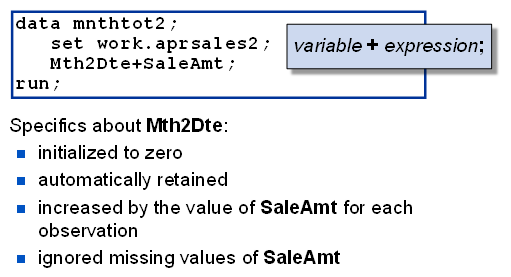 data mnthtot2;
set work.aprsales2;
Mth2Dte+SaleAmt;
run;
variable + expression;
Specifics about Mth2Dte:
initialized to zero
automatically retained
increased by the value of SaleAmt for each
observation
ignored missing values of SaleAmt